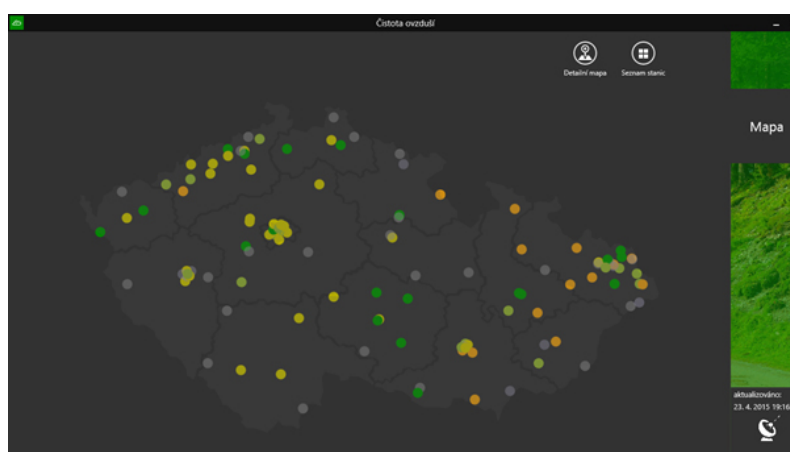 Čistota ovzduší
Detailní mapa
Seznam stanic
Mapa
aktualizováno:
23. 4. 2015 19:16